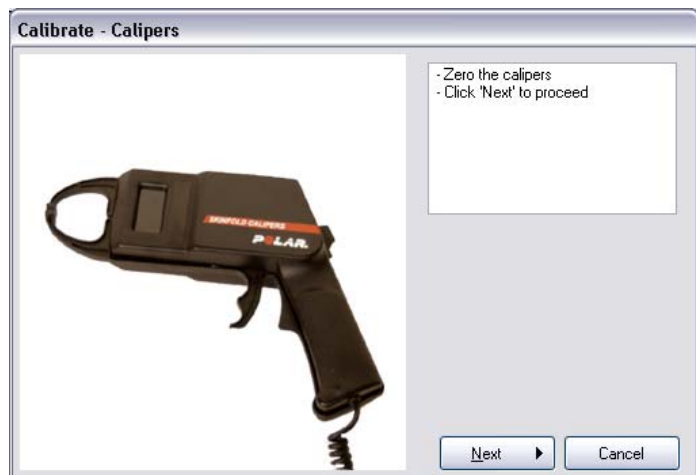 Calibrate - Calipers
- Zero the calipers
- Click 'Next' to proceed
SKINFOLD CALIPERS
POLAR.
Next
Cancel